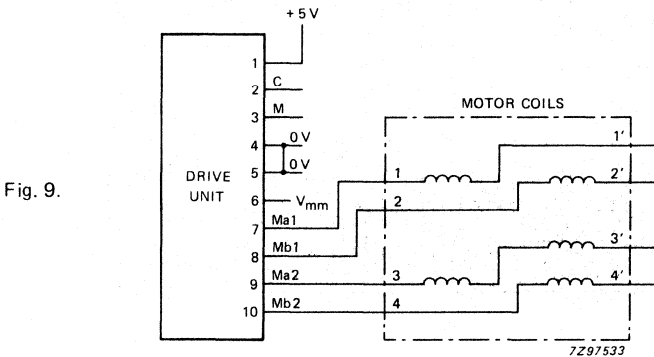 + 5 V
1
2 C
3 M
4 0 V
5 0 V
6 Vmm
7 Ma1
8 Mb1
9 Ma2
10 Mb2
DRIVE
UNIT
Fig. 9.
MOTOR COILS
1 1'
2 2'
3 3'
4 4'
7Z97533